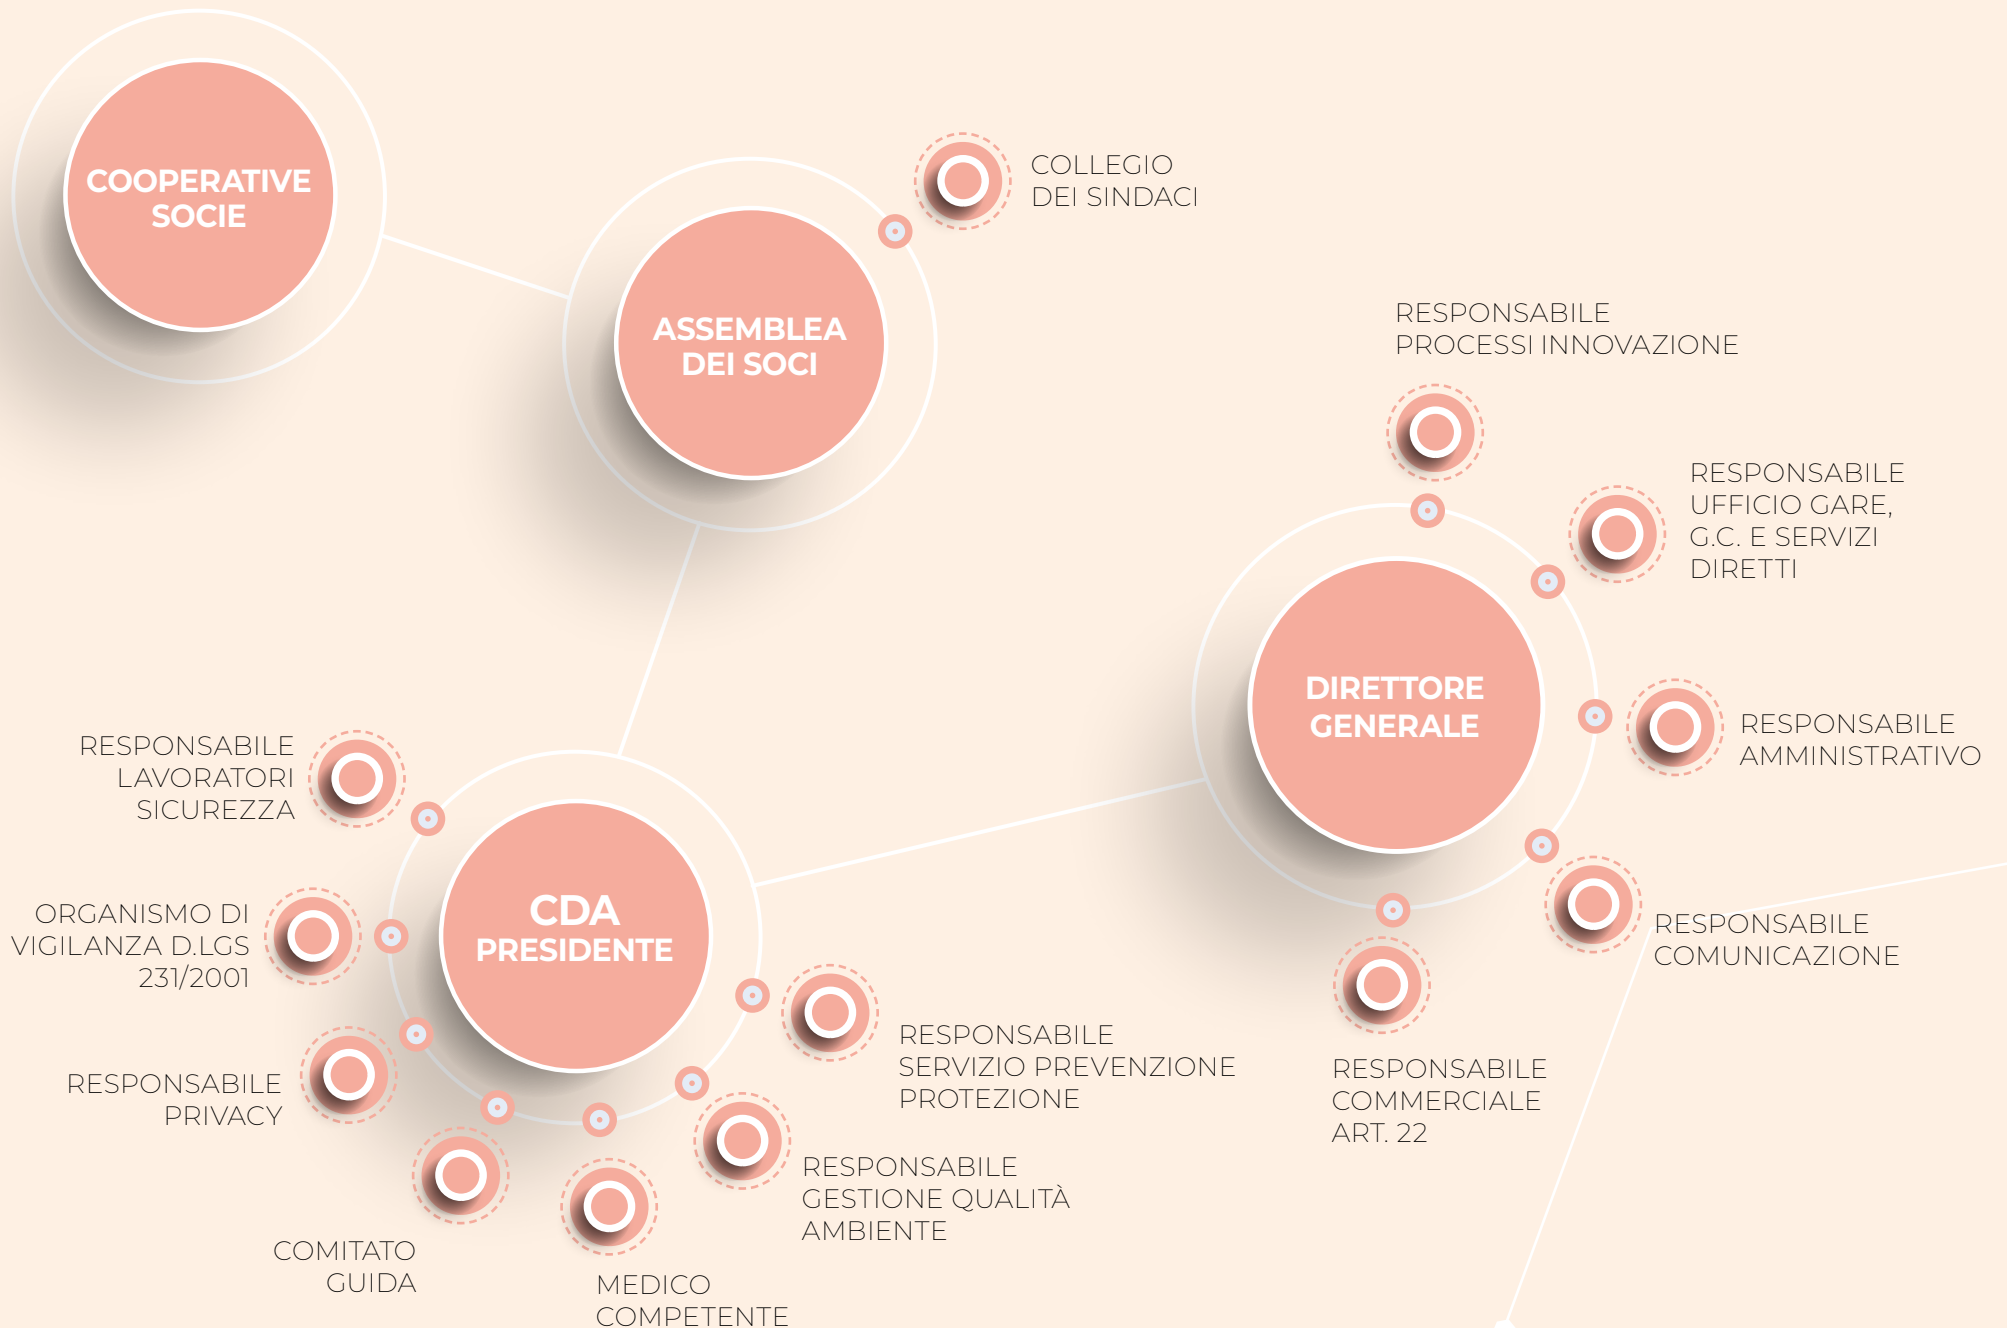 COOPERATIVE
SOCIE
COLLEGIO
DEI SINDACI
ASSEMBLEA
DEI SOCI
RESPONSABILE
PROCESSI INNOVAZIONE
RESPONSABILE
UFFICIO GARE,
G.C. E SERVIZI
DIRETTI
DIRETTORE
GENERALE
RESPONSABILE
AMMINISTRATIVO
RESPONSABILE
COMUNICAZIONE
RESPONSABILE
COMMERCIALE
ART. 22
RESPONSABILE
LAVORATORI
SICUREZZA
CDA
PRESIDENTE
ORGANISMO DI
VIGILANZA D.LGS
231/2001
RESPONSABILE
PRIVACY
COMITATO
GUIDA
MEDICO
COMPETENTE
RESPONSABILE
GESTIONE QUALITÀ
AMBIENTE
RESPONSABILE
SERVIZIO PREVENZIONE
PROTEZIONE